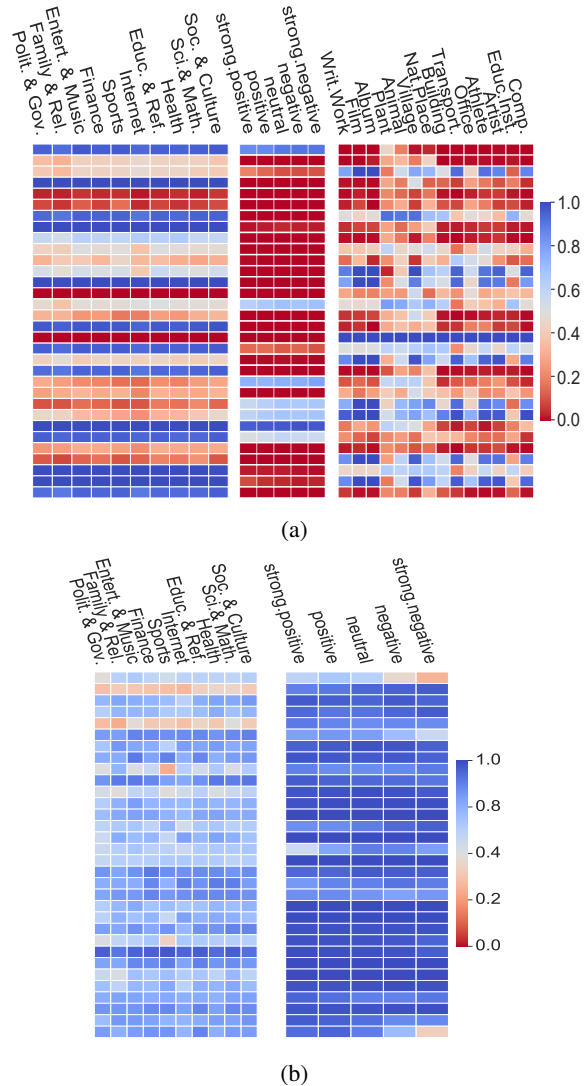 Polit. & Gov.
Family & Rel.
Entert. & Music
Finance
Sports
Internet
Educ. & Ref.
Health
Sci.& Math.
Soc. & Culture
strong.positive
positive
neutral
negative
strong.negative
Writ.Work
Film
Album
Plant
Animal
Village
Nat.Place
Building
Transport.
Office
Athlete
Artist
Educ.Inst.
Comp.
1.0
0.8
0.6
0.4
0.2
0.0
(a)
Polit. & Gov.
Family & Rel.
Entert. & Music
Finance
Sports
Internet
Educ. & Ref.
Health
Sci.& Math.
Soc. & Culture
strong.positive
positive
neutral
negative
strong.negative
1.0
0.8
0.4
0.2
0.0
(b)